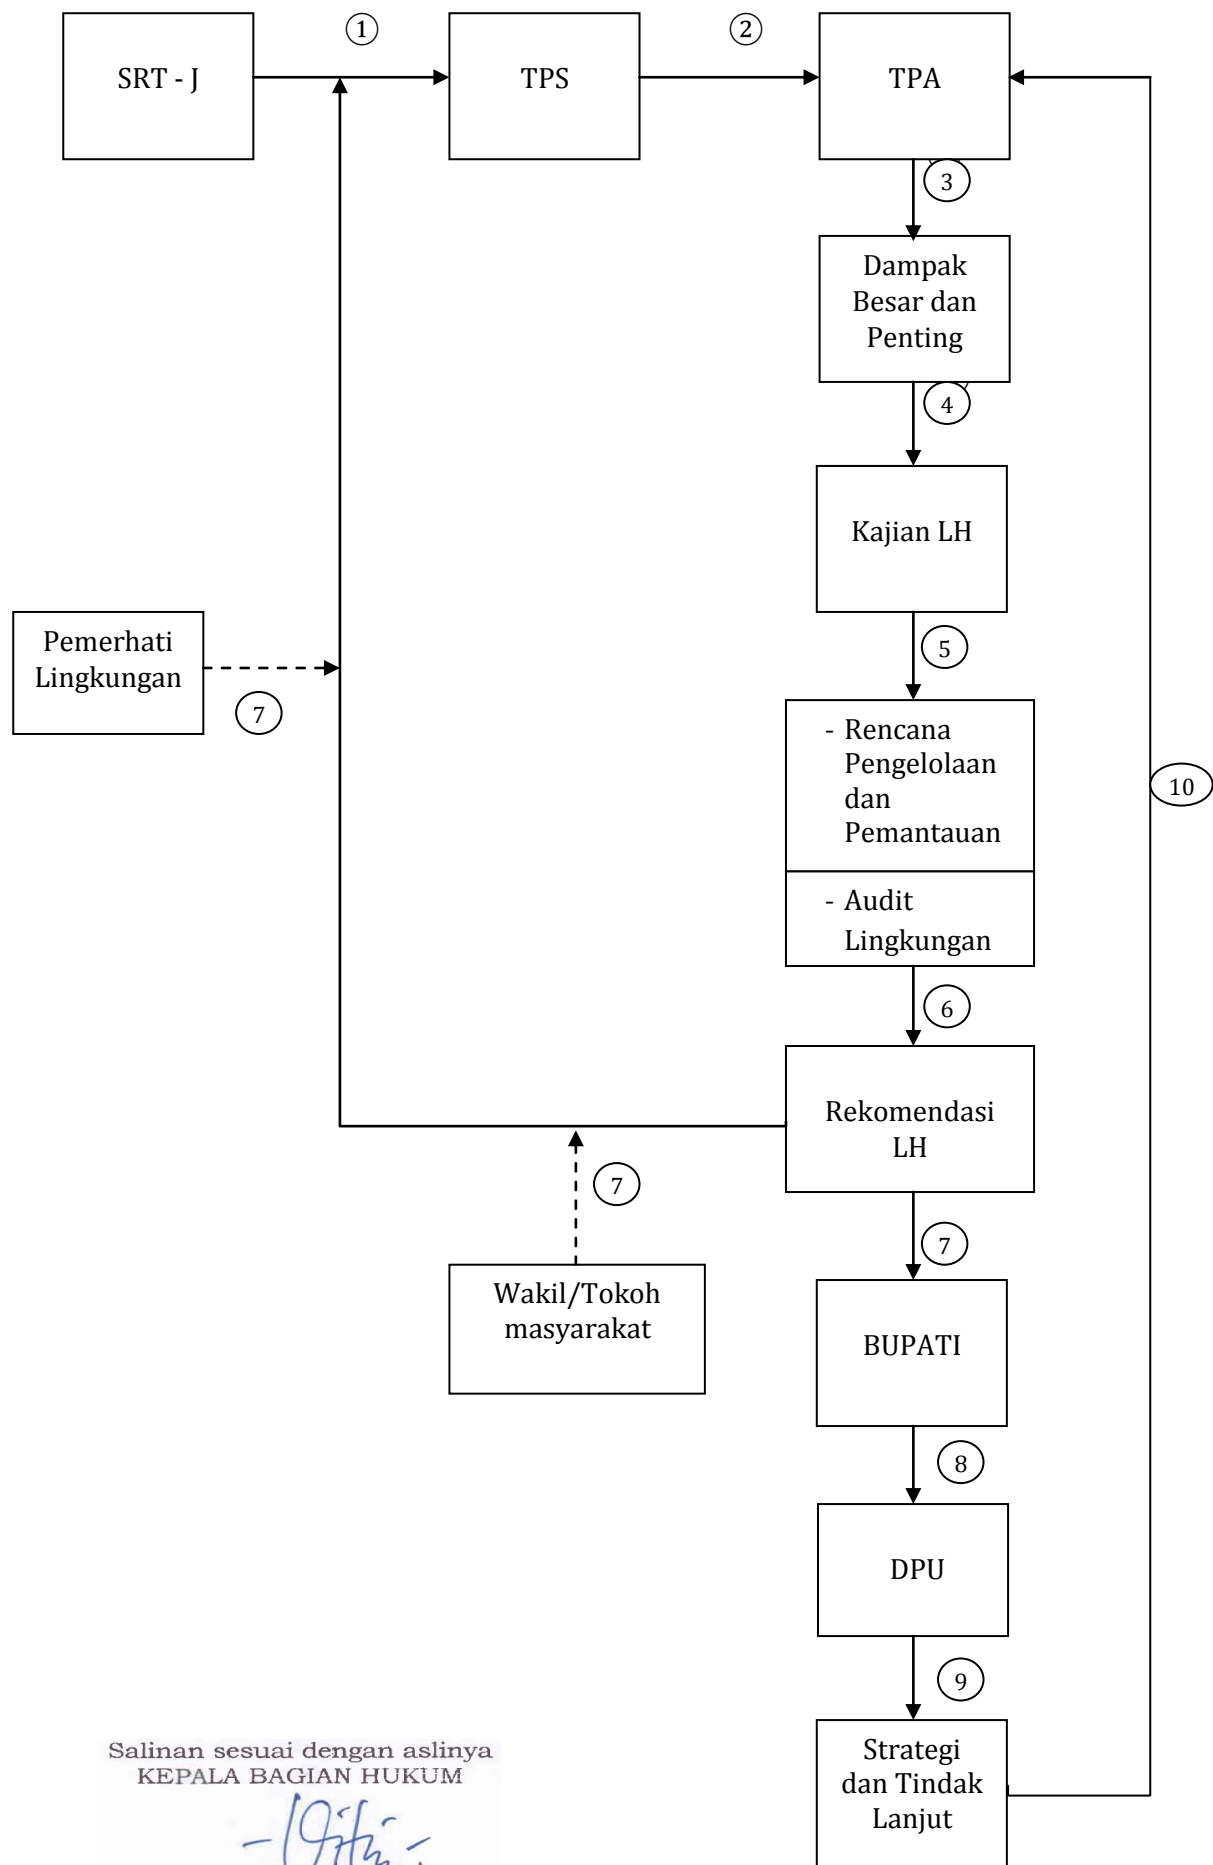 ①
②
SRT - J
TPS
TPA
3
Dampak
Besar dan
Penting
4
Kajian LH
5
Pemerhati
Lingkungan
7
- Rencana
Pengelolaan
dan
Pemantauan
10
- Audit
Lingkungan
6
Rekomendasi
LH
7
7
Wakil/Tokoh
masyarakat
BUPATI
8
DPU
9
Strategi
dan Tindak
Lanjut
Salinan sesuai dengan aslinya
KEPALA BAGIAN HUKUM